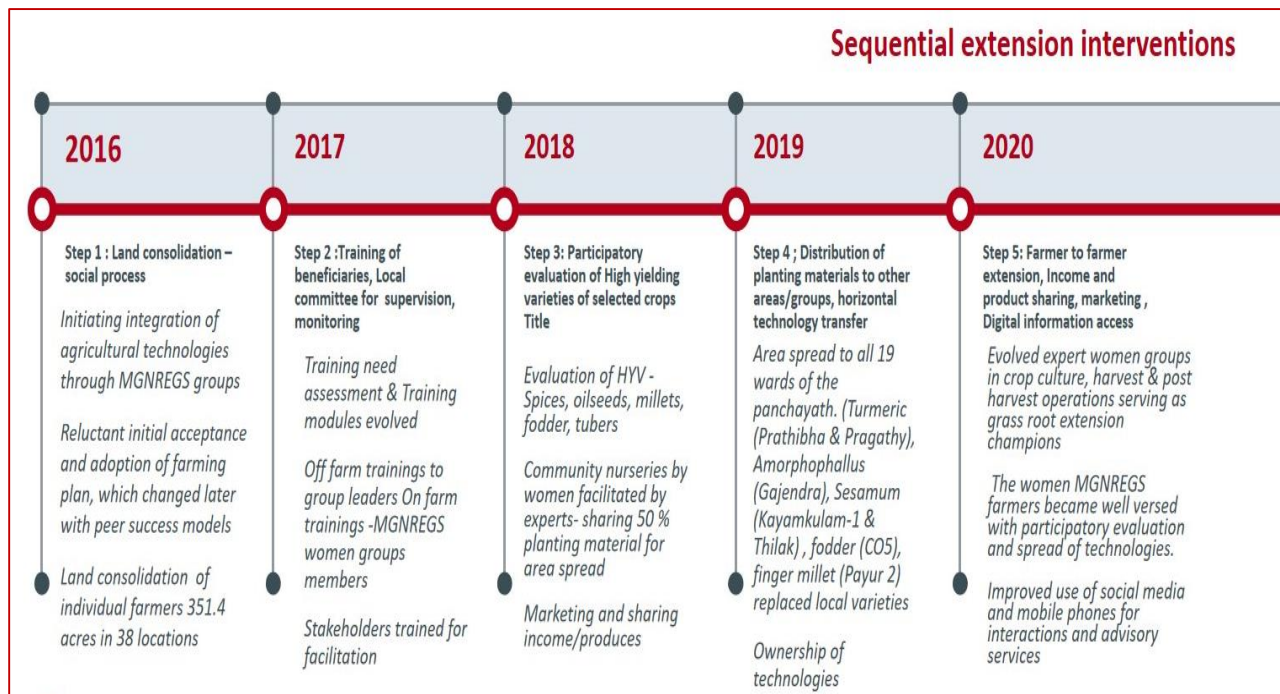 Sequential extension interventions
2016
2017
2018
2019
2020
Step 1 : Land consolidation –
social process
Initiating integration of
agricultural technologies
through MGNREGS groups
Reluctant initial acceptance
and adoption of farming
plan, which changed later
with peer success models
Land consolidation of
individual farmers 351.4
acres in 38 locations
Step 2 :Training of
beneficiaries, Local
committee for supervision,
monitoring
Training need
assessment & Training
modules evolved
Off farm trainings to
group leaders On farm
trainings -MGNREGS
women groups
members
Stakeholders trained for
facilitation
Step 3: Participatory
evaluation of High yielding
varieties of selected crops
Title
Evaluation of HYV -
Spices, oilseeds, millets,
fodder, tubers
Community nurseries by
women facilitated by
experts- sharing 50 %
planting material for
area spread
Marketing and sharing
income/produces
Step 4 ; Distribution of
planting materials to other
areas/groups, horizontal
technology transfer
Area spread to all 19
wards of the
panchayath. (Turmeric
(Prathibha & Pragathy),
Amorphophallus
(Gajendra), Sesamum
(Kayamkulam-1 &
Thilak) , fodder (CO5),
finger millet (Payur 2)
replaced local varieties
Ownership of
technologies
Step 5: Farmer to farmer
extension, Income and
product sharing, marketing ,
Digital information access
Evolved expert women groups
in crop culture, harvest & post
harvest operations serving as
grass root extension
champions
The women MGNREGS
farmers became well versed
with participatory evaluation
and spread of technologies.
Improved use of social media
and mobile phones for
interactions and advisory
services